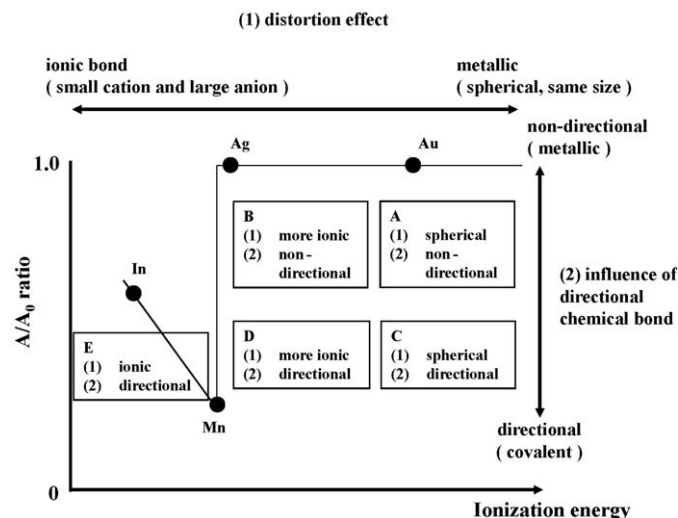 (1) distortion effect
ionic bond
( small cation and large anion )
metallic
( spherical, same size )
non-directional
( metallic )
Ag
Au
1.0
B
(1) more ionic
(2) non-
directional
A
(1) spherical
(2) non-
directional
In
A/A0 ratio
(2) influence of
directional
chemical bond
E
(1) ionic
(2) directional
D
(1) more ionic
(2) directional
C
(1) spherical
(2) directional
Mn
directional
( covalent )
0
Ionization energy